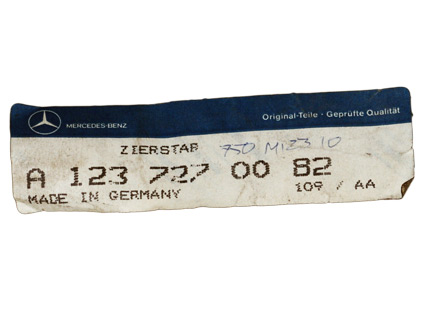 MERCEDES-BENZ
Original-Teile · Geprüfte Qualität
ZIERSTAB
A 123 727 00 82
109 / AA
MADE IN GERMANY